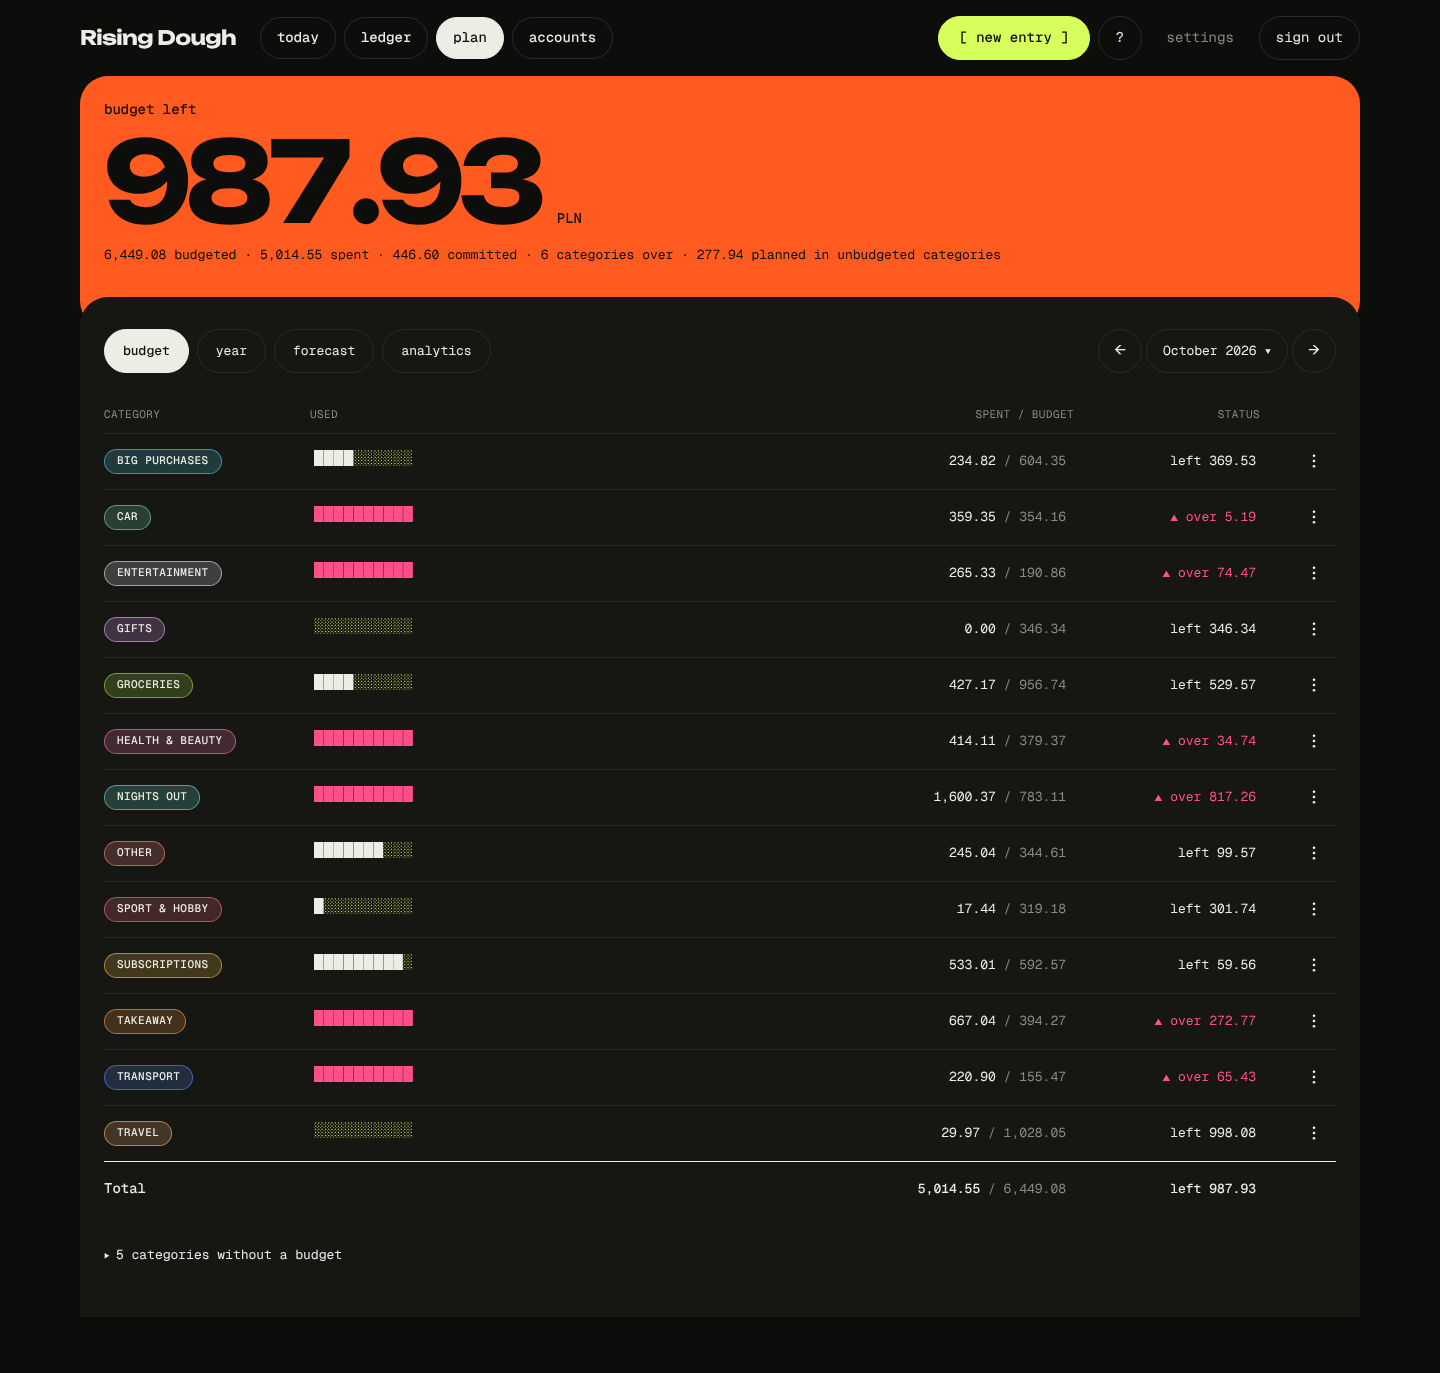 Rising Dough today ledger plan accounts [ new entry ] ? settings sign out
budget left
987.93 PLN
6,449.08 budgeted · 5,014.55 spent · 446.60 committed · 6 categories over · 277.94 planned in unbudgeted categories
budget year forecast analytics ← October 2026 ▾ →
CATEGORY USED SPENT / BUDGET STATUS
BIG PURCHASES 234.82 / 604.35 left 369.53
CAR 359.35 / 354.16 ▲ over 5.19
ENTERTAINMENT 265.33 / 190.86 ▲ over 74.47
GIFTS 0.00 / 346.34 left 346.34
GROCERIES 427.17 / 956.74 left 529.57
HEALTH & BEAUTY 414.11 / 379.37 ▲ over 34.74
NIGHTS OUT 1,600.37 / 783.11 ▲ over 817.26
OTHER 245.04 / 344.61 left 99.57
SPORT & HOBBY 17.44 / 319.18 left 301.74
SUBSCRIPTIONS 533.01 / 592.57 left 59.56
TAKEAWAY 667.04 / 394.27 ▲ over 272.77
TRANSPORT 220.90 / 155.47 ▲ over 65.43
TRAVEL 29.97 / 1,028.05 left 998.08
Total 5,014.55 / 6,449.08 left 987.93
▸ 5 categories without a budget